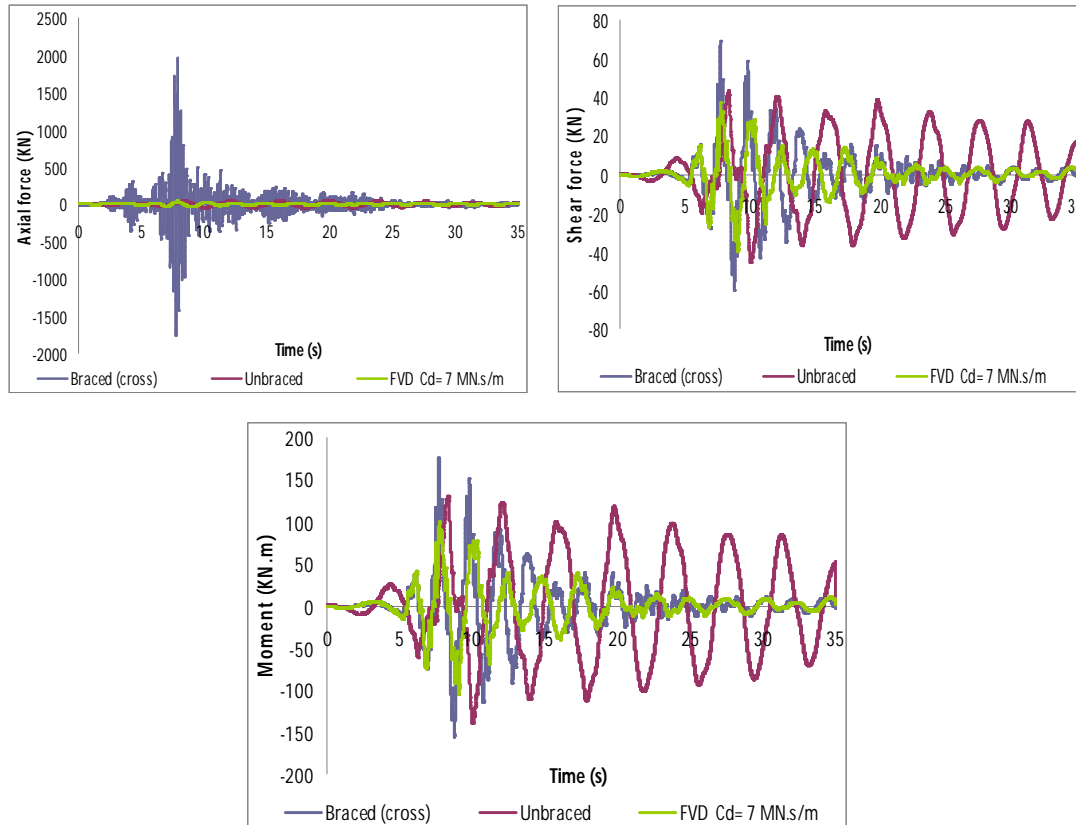 2500
2000
1500
1000
500
0
-500
-1000
-1500
-2000
Axial force (KN)
0 5 10 15 20 25 30 35
Time (s)
Braced (cross) Unbraced FVD Cd= 7 MN.s/m
80
60
40
20
0
-20
-40
-60
-80
Shear force (KN)
0 5 10 15 20 25 30 35
Time (s)
Braced (cross) Unbraced FVD Cd= 7 MN.s/m
200
150
100
50
0
-50
-100
-150
-200
Moment (KN.m)
0 5 10 15 20 25 30 35
Time (s)
Braced (cross) Unbraced FVD Cd= 7 MN.s/m